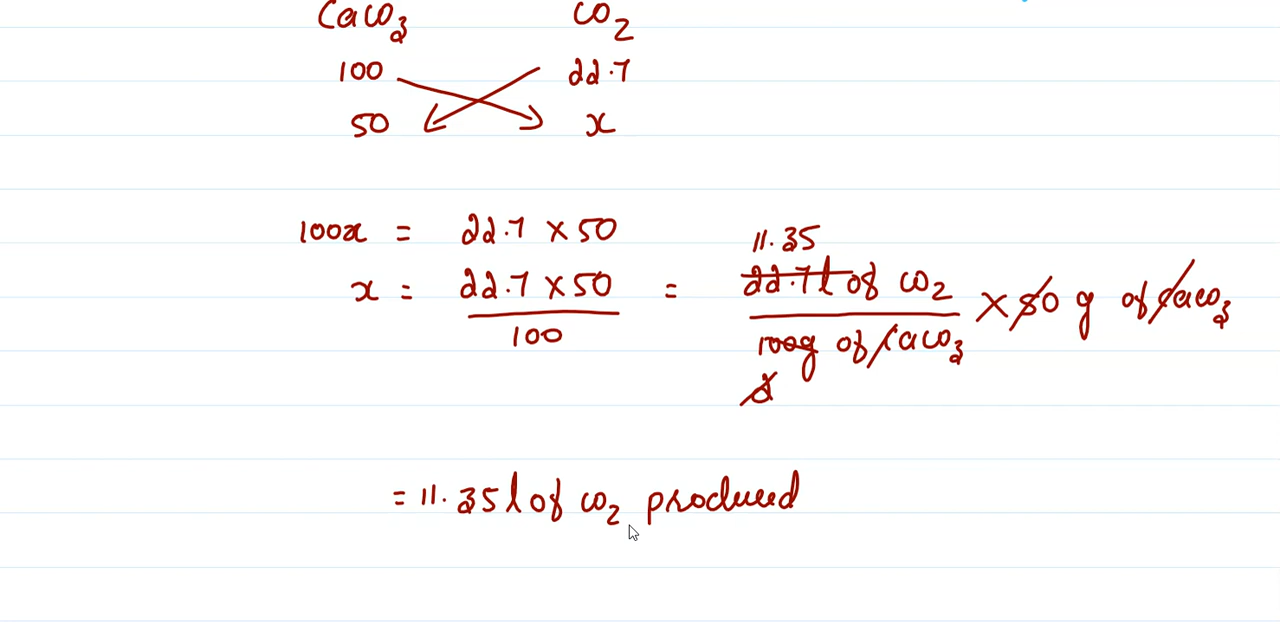 CaCO3 CO2
100 22.7
50 x
100x = 22.7 × 50
11.35
x = 22.7 × 50 / 100 = 22.7 l of CO2 / 100g of CaCO3 × 50 g of CaCO3
2
= 11.35 l of CO2 produced